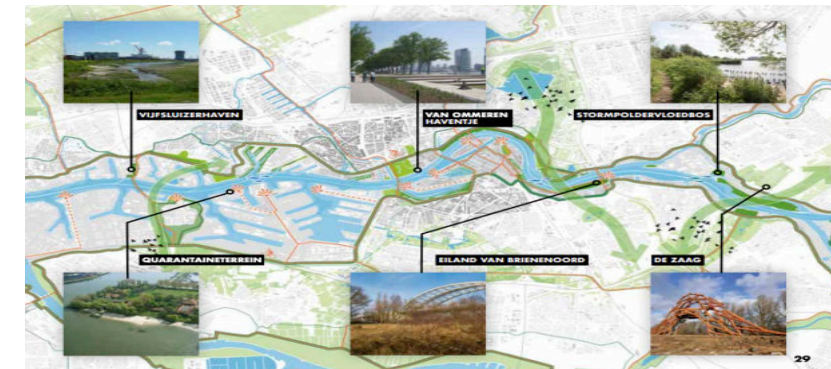 VIJFSLUIZERHAVEN
VAN OMMEREN
HAVENTJE
STORMPOLDERVLOEDBOS
QUARANTAINETERREIN
EILAND VAN BRIENENOORD
DE ZAAG
29